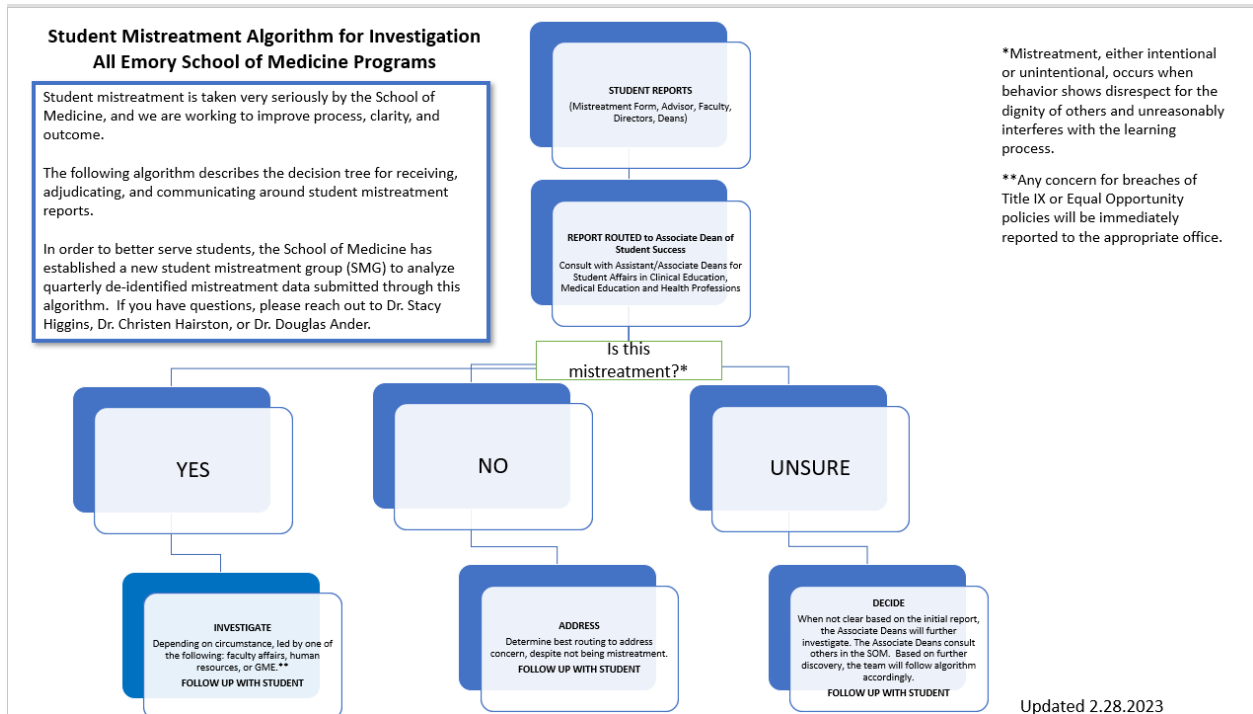 Student Mistreatment Algorithm for Investigation
All Emory School of Medicine Programs
Student mistreatment is taken very seriously by the School of
Medicine, and we are working to improve process, clarity, and
outcome.
The following algorithm describes the decision tree for receiving,
adjudicating, and communicating around student mistreatment
reports.
In order to better serve students, the School of Medicine has
established a new student mistreatment group (SMG) to analyze
quarterly de-identified mistreatment data submitted through this
algorithm.  If you have questions, please reach out to Dr. Stacy
Higgins, Dr. Christen Hairston, or Dr. Douglas Ander.
STUDENT REPORTS
(Mistreatment Form, Advisor, Faculty,
Directors, Deans)
REPORT ROUTED to Associate Dean of
Student Success
Consult with Assistant/Associate Deans for
Student Affairs in Clinical Education,
Medical Education and Health Professions
*Mistreatment, either intentional
or unintentional, occurs when
behavior shows disrespect for the
dignity of others and unreasonably
interferes with the learning
process.
**Any concern for breaches of
Title IX or Equal Opportunity
policies will be immediately
reported to the appropriate office.
Is this
mistreatment?*
YES
NO
UNSURE
INVESTIGATE
Depending on circumstance, led by one of
the following: faculty affairs, human
resources, or GME.**
FOLLOW UP WITH STUDENT
ADDRESS
Determine best routing to address
concern, despite not being mistreatment.
FOLLOW UP WITH STUDENT
DECIDE
When not clear based on the initial report,
the Associate Deans will further
investigate. The Associate Deans consult
others in the SOM.  Based on further
discovery, the team will follow algorithm
accordingly.
FOLLOW UP WITH STUDENT
Updated 2.28.2023